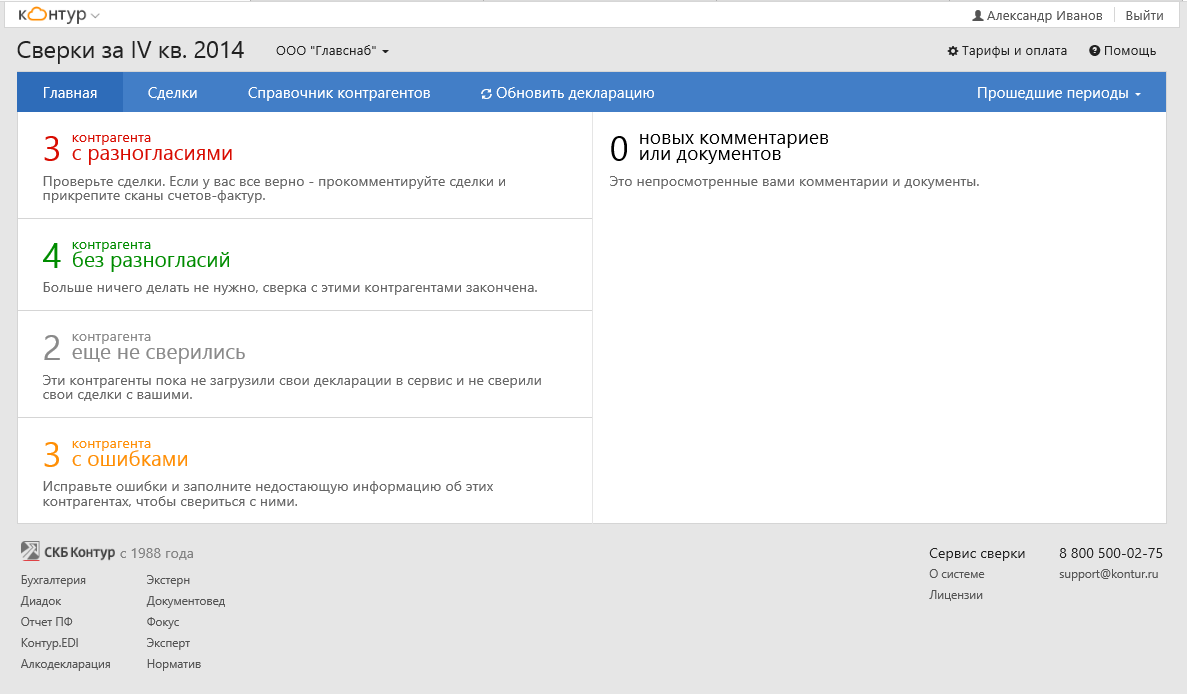 контур
Александр Иванов
Выйти
Сверки за IV кв. 2014
ООО "Главснаб"
Тарифы и оплата
Помощь
Главная
Сделки
Справочник контрагентов
Обновить декларацию
Прошедшие периоды
3 контрагента
с разногласиями
Проверьте сделки. Если у вас все верно - прокомментируйте сделки и
прикрепите сканы счетов-фактур.
4 контрагента
без разногласий
Больше ничего делать не нужно, сверка с этими контрагентами закончена.
2 контрагента
еще не сверились
Эти контрагенты пока не загрузили свои декларации в сервис и не сверили
свои сделки с вашими.
3 контрагента
с ошибками
Исправьте ошибки и заполните недостающую информацию об этих
контрагентах, чтобы свериться с ними.
0 новых комментариев
или документов
Это непросмотренные вами комментарии и документы.
СКБ Контур с 1988 года
Бухгалтерия
Диадок
Отчет ПФ
Контур.EDI
Алкодекларация
Экстерн
Документовед
Фокус
Эксперт
Норматив
Сервис сверки
О системе
Лицензии
8 800 500-02-75
support@kontur.ru